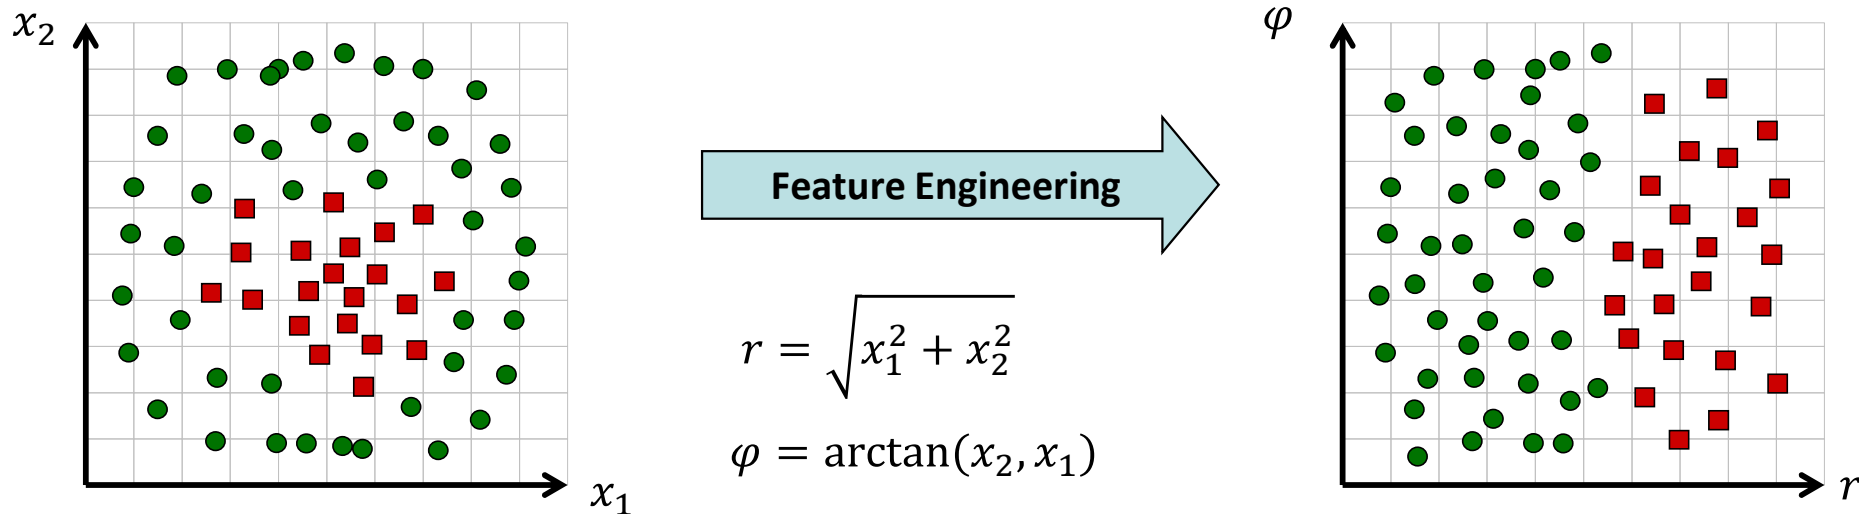 x₂
x₁
Feature Engineering
r = √(x₁² + x₂²)
φ = arctan(x₂, x₁)
φ
r